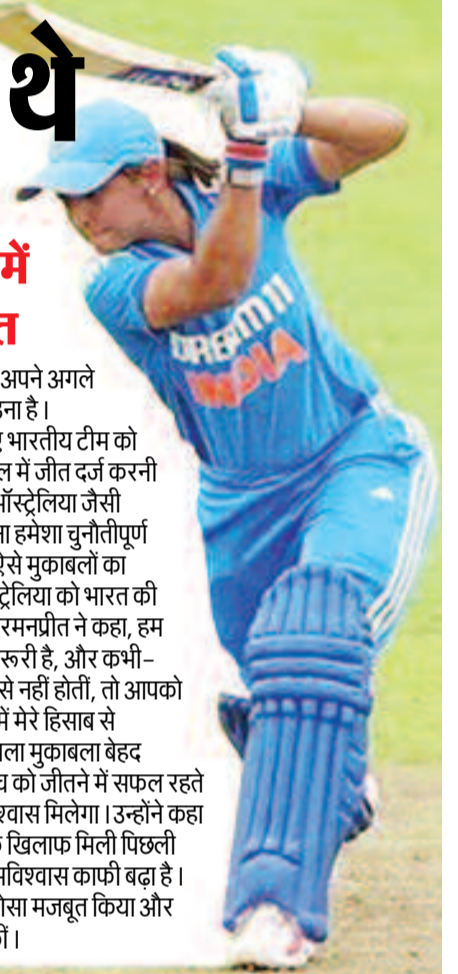 थे
में
त
अपने अगले
ना है।
भारतीय टीम को
ल में जीत दर्ज करनी
ऑस्ट्रेलिया जैसी
ना हमेशा चुनौतीपूर्ण
ऐसे मुकाबलों का
ट्रेलिया को भारत की
रमनप्रीत ने कहा, हम
रूरी है, और कभी-
से नहीं होतीं, तो आपको
में मेरे हिसाब से
ला मुकाबला बेहद
को जीतने में सफल रहते
श्वास मिलेगा। उन्होंने कहा
खिलाफ मिली पिछली
मविश्वास काफी बढ़ा है।
ोसा मजबूत किया और
DREAM11
INDIA